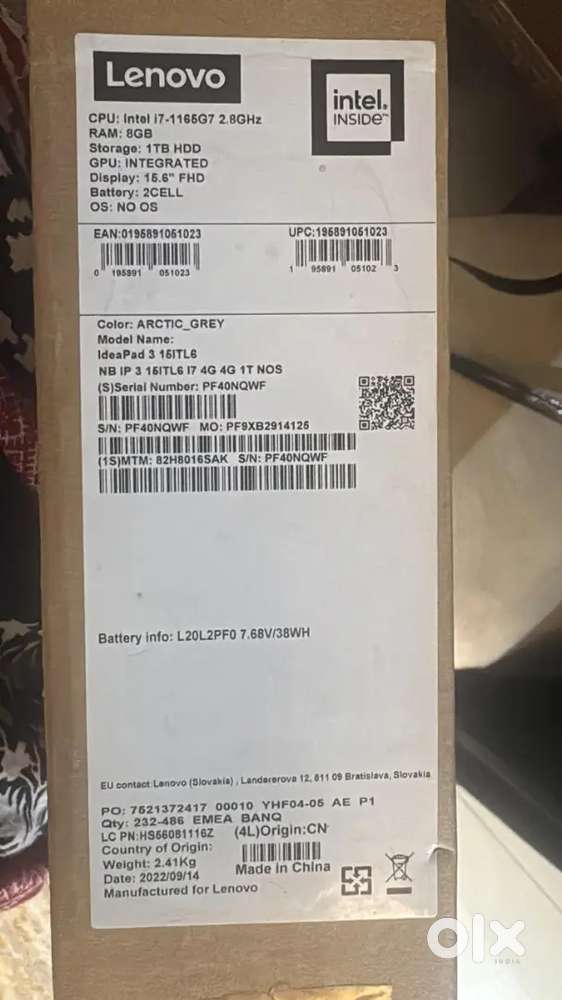 Lenovo
intel.
INSIDE™
CPU: Intel i7-1165G7 2.8GHz
RAM: 8GB
Storage: 1TB HDD
GPU: INTEGRATED
Display: 15.6" FHD
Battery: 2CELL
OS: NO OS
EAN:0195891051023 UPC:195891051023
0 195891 051023 1 95891 05102 3
Color: ARCTIC_GREY
Model Name:
IdeaPad 3 15ITL6
NB IP 3 15ITL6 I7 4G 4G 1T NOS
(S)Serial Number: PF40NQWF
S/N: PF40NQWF MO: PF9XB2914125
(1S)MTM: 82H8016SAK S/N: PF40NQWF
Battery info: L20L2PF0 7.68V/38WH
EU contact:Lenovo (Slovakia) , Landererova 12, 811 09 Bratislava, Slovakia
PO: 7521372417 00010 YHF04-05 AE P1
Qty: 232-486 EMEA BANQ
LC PN:HS56081116Z (4L)Origin:CN
Country of Origin:
Weight: 2.41Kg Made in China
Date: 2022/09/14
Manufactured for Lenovo
olx
INDIA